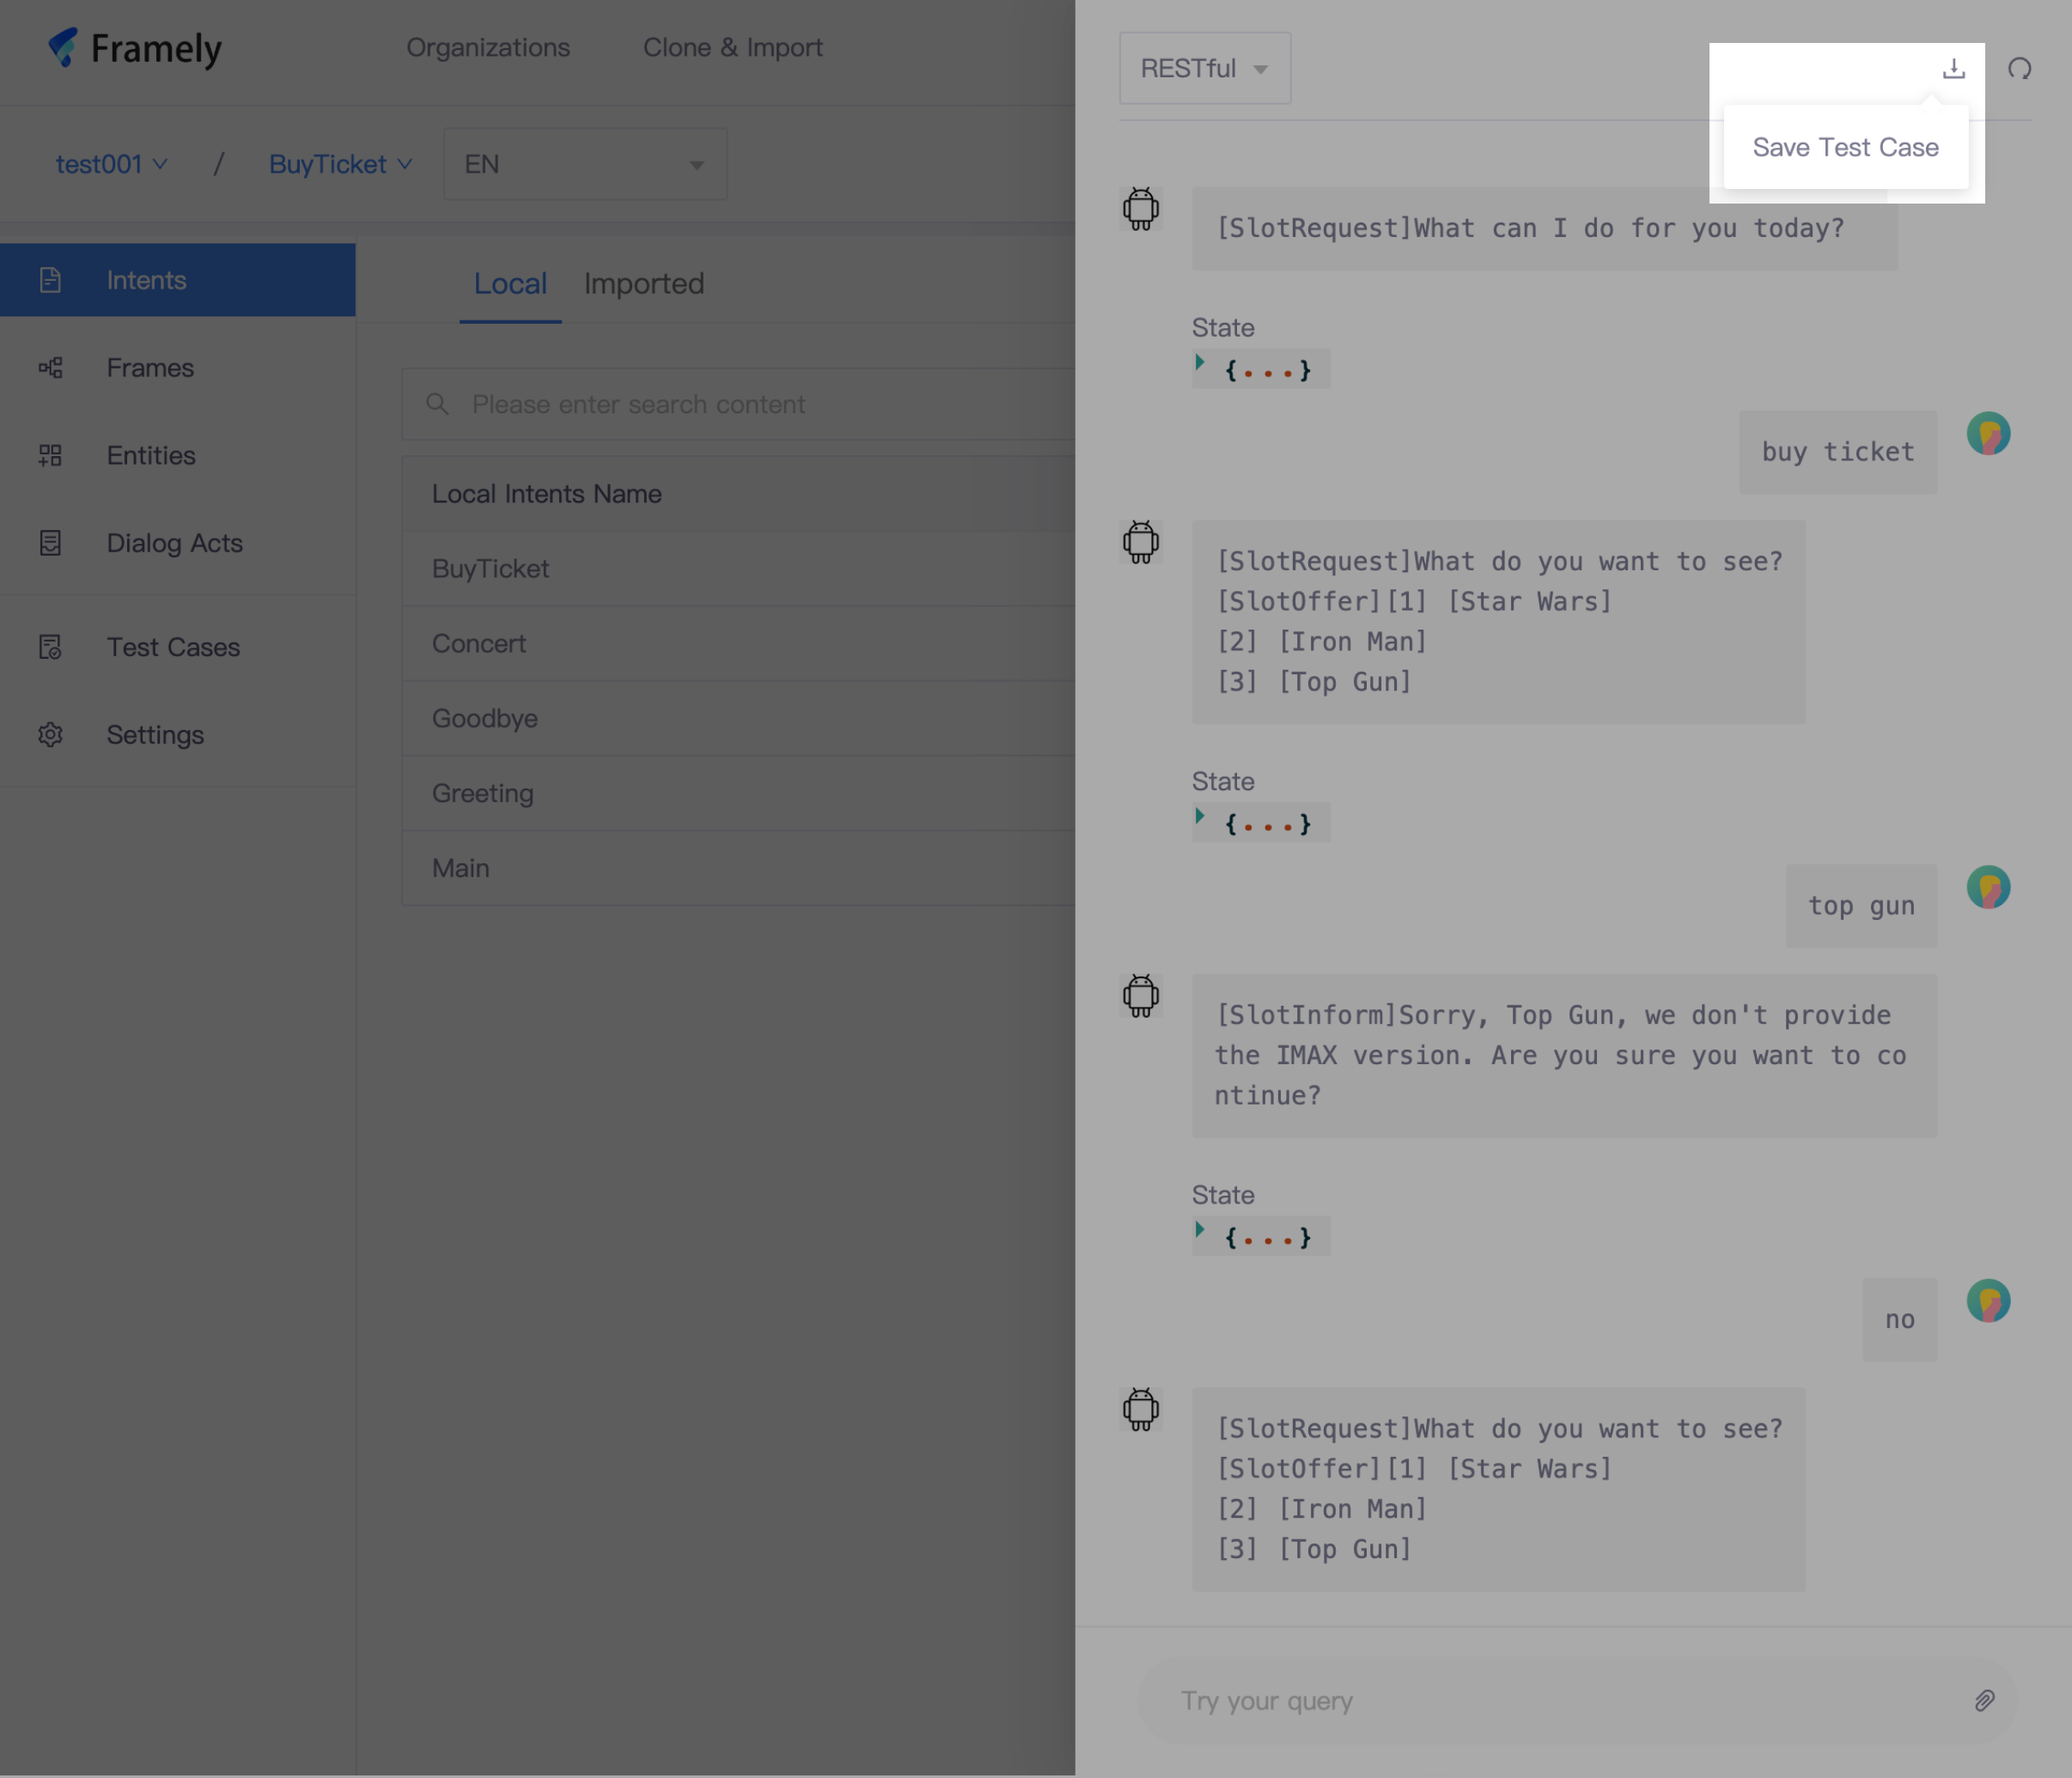 Framely
Organizations
Clone & Import
test001
/
BuyTicket
EN
Intents
Frames
Entities
Dialog Acts
Test Cases
Settings
Local
Imported
Please enter search content
Local Intents Name
BuyTicket
Concert
Goodbye
Greeting
Main
RESTful
Save Test Case
[SlotRequest]What can I do for you today?
State
{...}
buy ticket
[SlotRequest]What do you want to see?
[SlotOffer][1] [Star Wars]
[2] [Iron Man]
[3] [Top Gun]
State
{...}
top gun
[SlotInform]Sorry, Top Gun, we don't provide
the IMAX version. Are you sure you want to co
ntinue?
State
{...}
no
[SlotRequest]What do you want to see?
[SlotOffer][1] [Star Wars]
[2] [Iron Man]
[3] [Top Gun]
Try your query